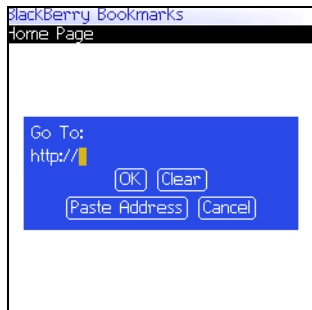 BlackBerry Bookmarks
Home Page
Go To:
http://
OK Clear
Paste Address Cancel